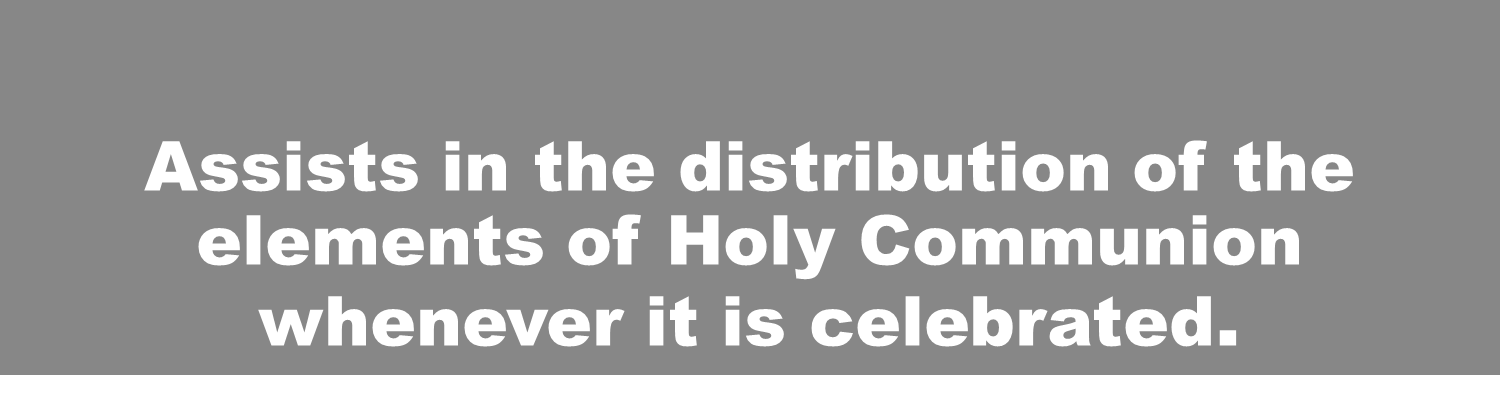 Assists in the distribution of the
elements of Holy Communion
whenever it is celebrated.